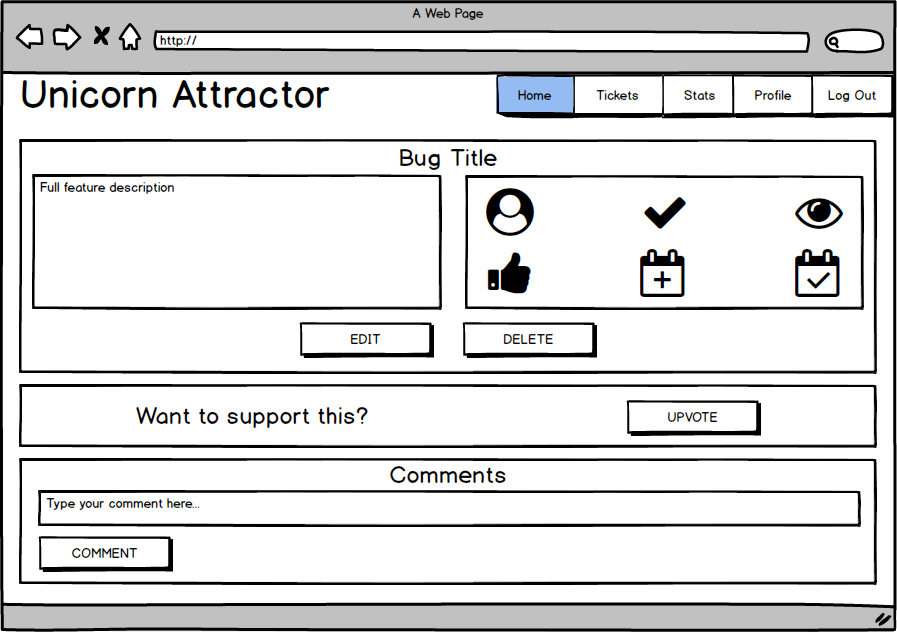 A Web Page
http://
Unicorn Attractor
Home Tickets Stats Profile Log Out
Bug Title
Full feature description
EDIT DELETE
Want to support this? UPVOTE
Comments
Type your comment here...
COMMENT